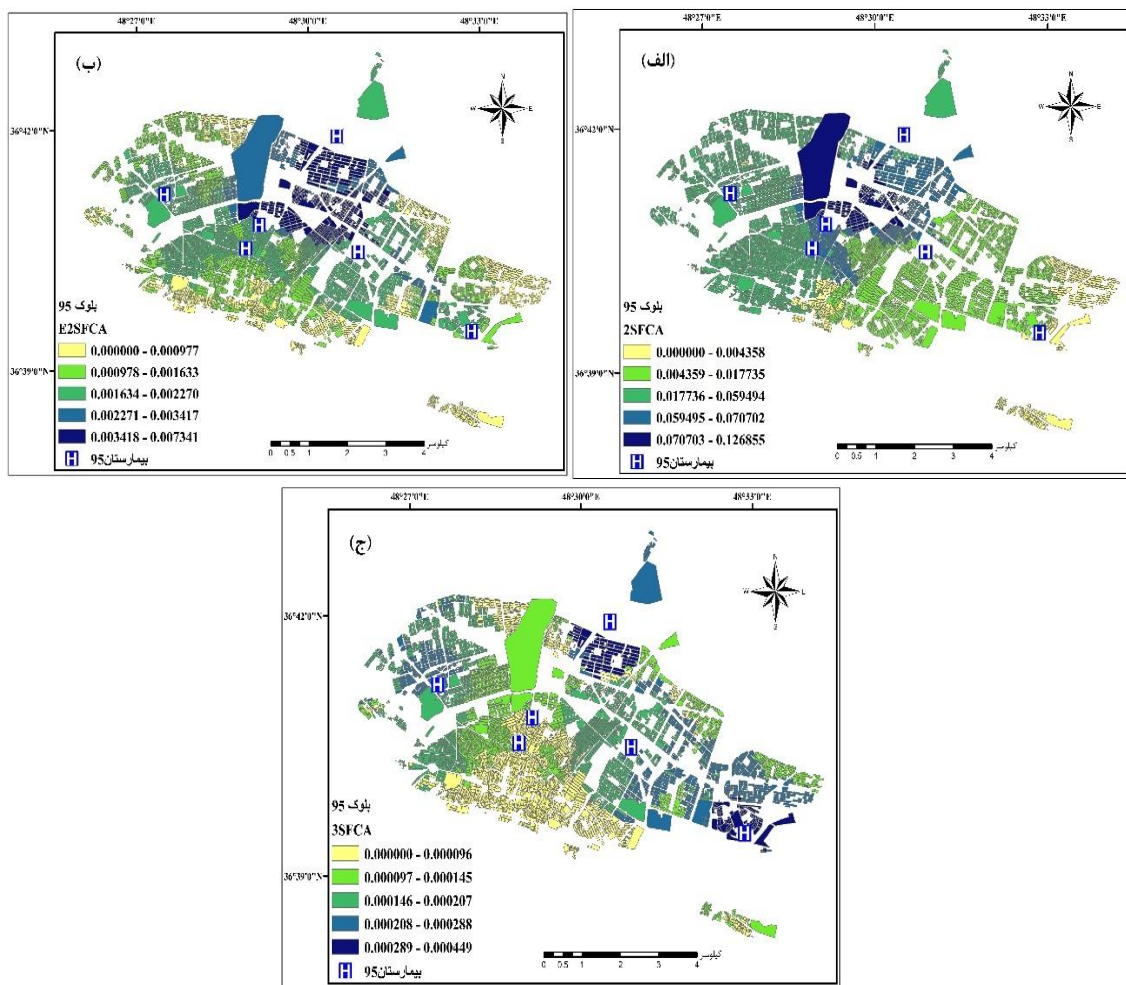 48°27'0"E 48°30'0"E 48°33'0"E
(الف)
N
W E
S
36°42'0"N
36°39'0"N
بلوک 95
2SFCA
0.000000 - 0.004358
0.004359 - 0.017735
0.017736 - 0.059494
0.059495 - 0.070702
0.070703 - 0.126855
بیمارستان95
کیلومتر
0 0.5 1 2 3 4
H
H
H
H
H
H
48°27'0"E 48°30'0"E 48°33'0"E
(ب)
N
W E
S
36°42'0"N
36°39'0"N
بلوک 95
E2SFCA
0.000000 - 0.000977
0.000978 - 0.001633
0.001634 - 0.002270
0.002271 - 0.003417
0.003418 - 0.007341
بیمارستان95
کیلومتر
0 0.5 1 2 3 4
H
H
H
H
H
H
48°27'0"E 48°30'0"E 48°33'0"E
(ج)
N
W
S
36°42'0"N
36°39'0"N
بلوک 95
3SFCA
0.000000 - 0.000096
0.000097 - 0.000145
0.000146 - 0.000207
0.000208 - 0.000288
0.000289 - 0.000449
بیمارستان95
کیلومتر
0 0.5 1 2 3 4
H
H
H
H
H
H